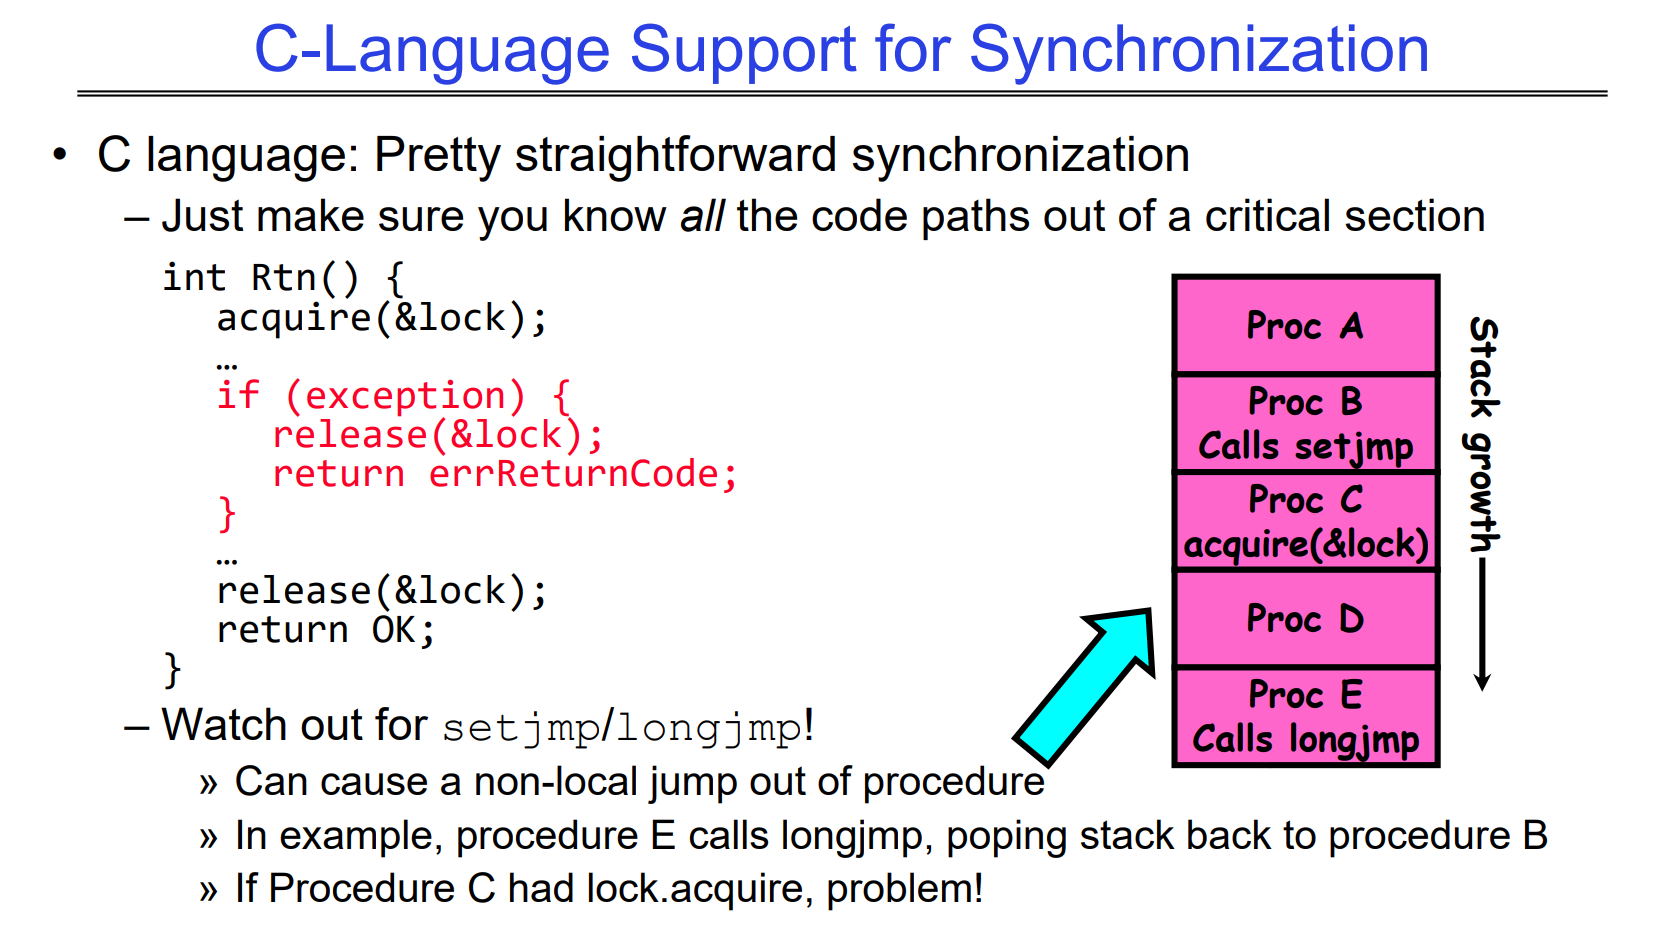 C-Language Support for Synchronization
• C language: Pretty straightforward synchronization
– Just make sure you know all the code paths out of a critical section
int Rtn() {
acquire(&lock);
…
if (exception) {
release(&lock);
return errReturnCode;
}
…
release(&lock);
return OK;
}
Proc A
Proc B
Calls setjmp
Proc C
acquire(&lock)
Proc D
Proc E
Calls longjmp
Stack growth
– Watch out for setjmp/longjmp!
» Can cause a non-local jump out of procedure
» In example, procedure E calls longjmp, poping stack back to procedure B
» If Procedure C had lock.acquire, problem!